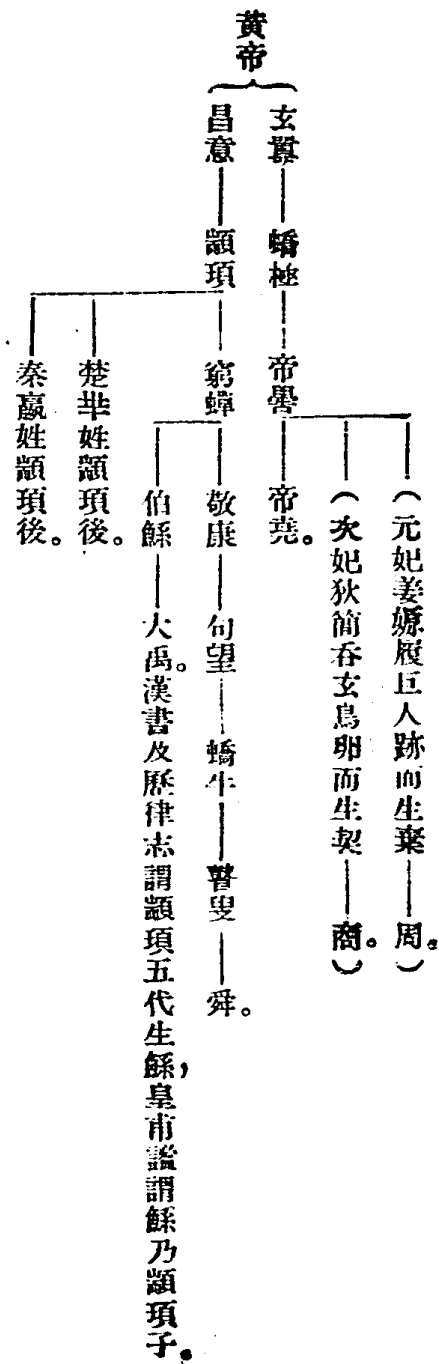 黃帝
(元妃姜嫄履巨人跡而生棄——周。)
(次妃狄簡吞玄鳥卵而生契——商。)
玄囂——蟜極——帝嚳——帝堯。
昌意——顓頊——窮蟬——敬康——句望——蟜牛——瞽叟——舜。
伯鯀——大禹。漢書及歷律志謂顓頊五代生鯀,皇甫謐謂鯀乃顓頊子。
楚羋姓顓頊後。
秦嬴姓顓頊後。